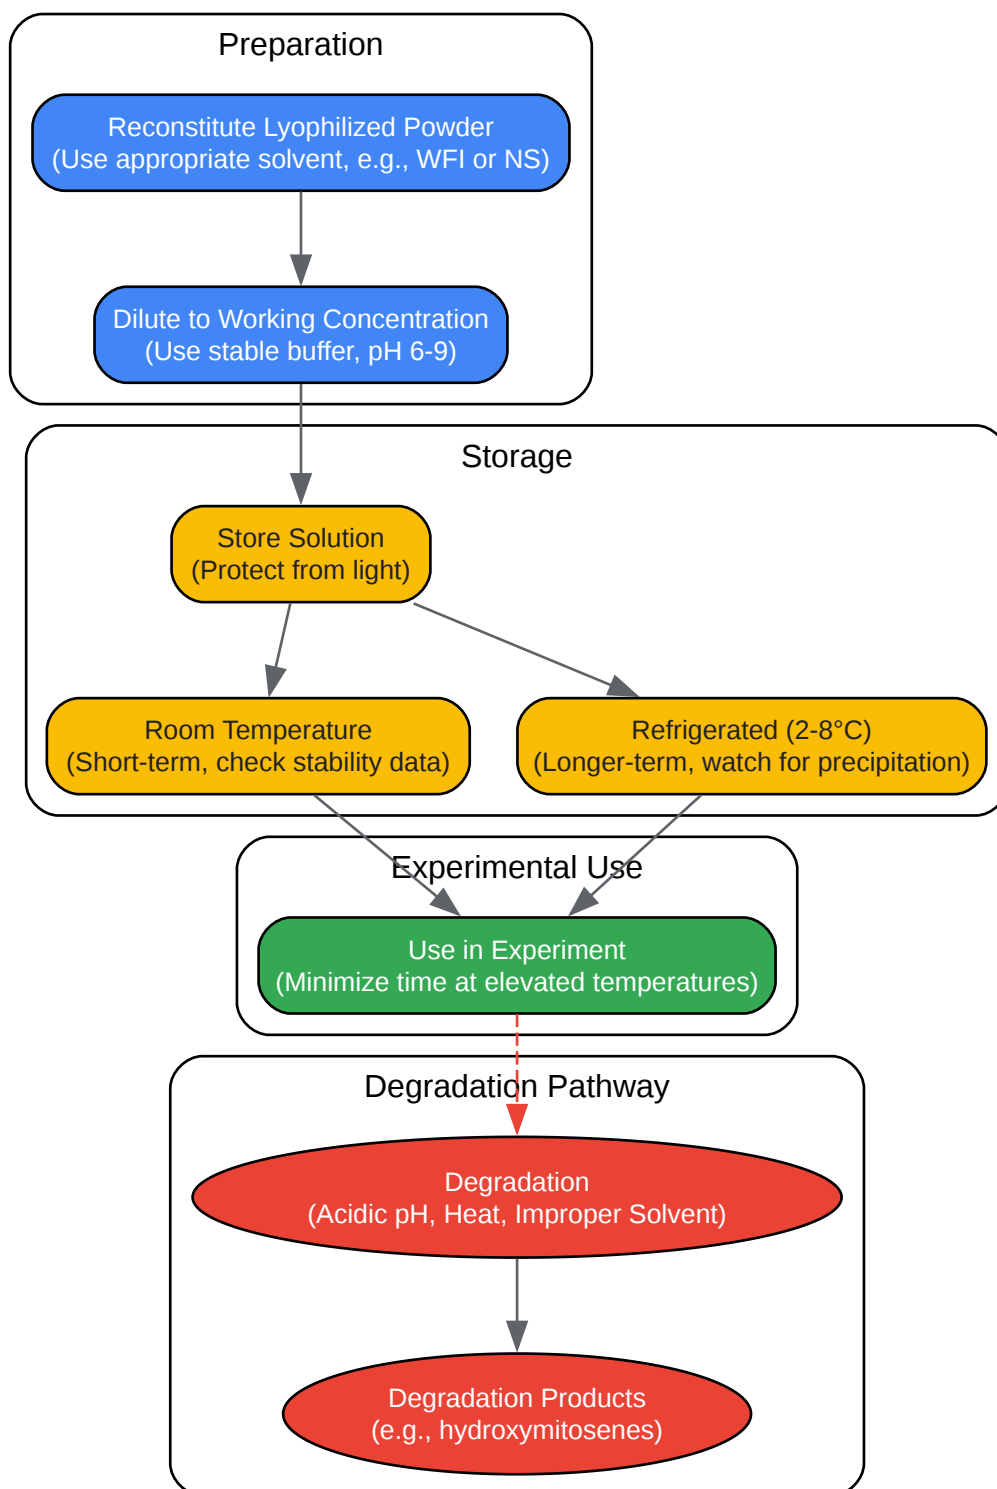 Preparation
Reconstitute Lyophilized Powder
(Use appropriate solvent, e.g., WFI or NS)
Dilute to Working Concentration
(Use stable buffer, pH 6-9)
Storage
Store Solution
(Protect from light)
Room Temperature
(Short-term, check stability data)
Refrigerated (2-8°C)
(Longer-term, watch for precipitation)
Experimental Use
Use in Experiment
(Minimize time at elevated temperatures)
Degradation Pathway
Degradation
(Acidic pH, Heat, Improper Solvent)
Degradation Products
(e.g., hydroxymitosenes)